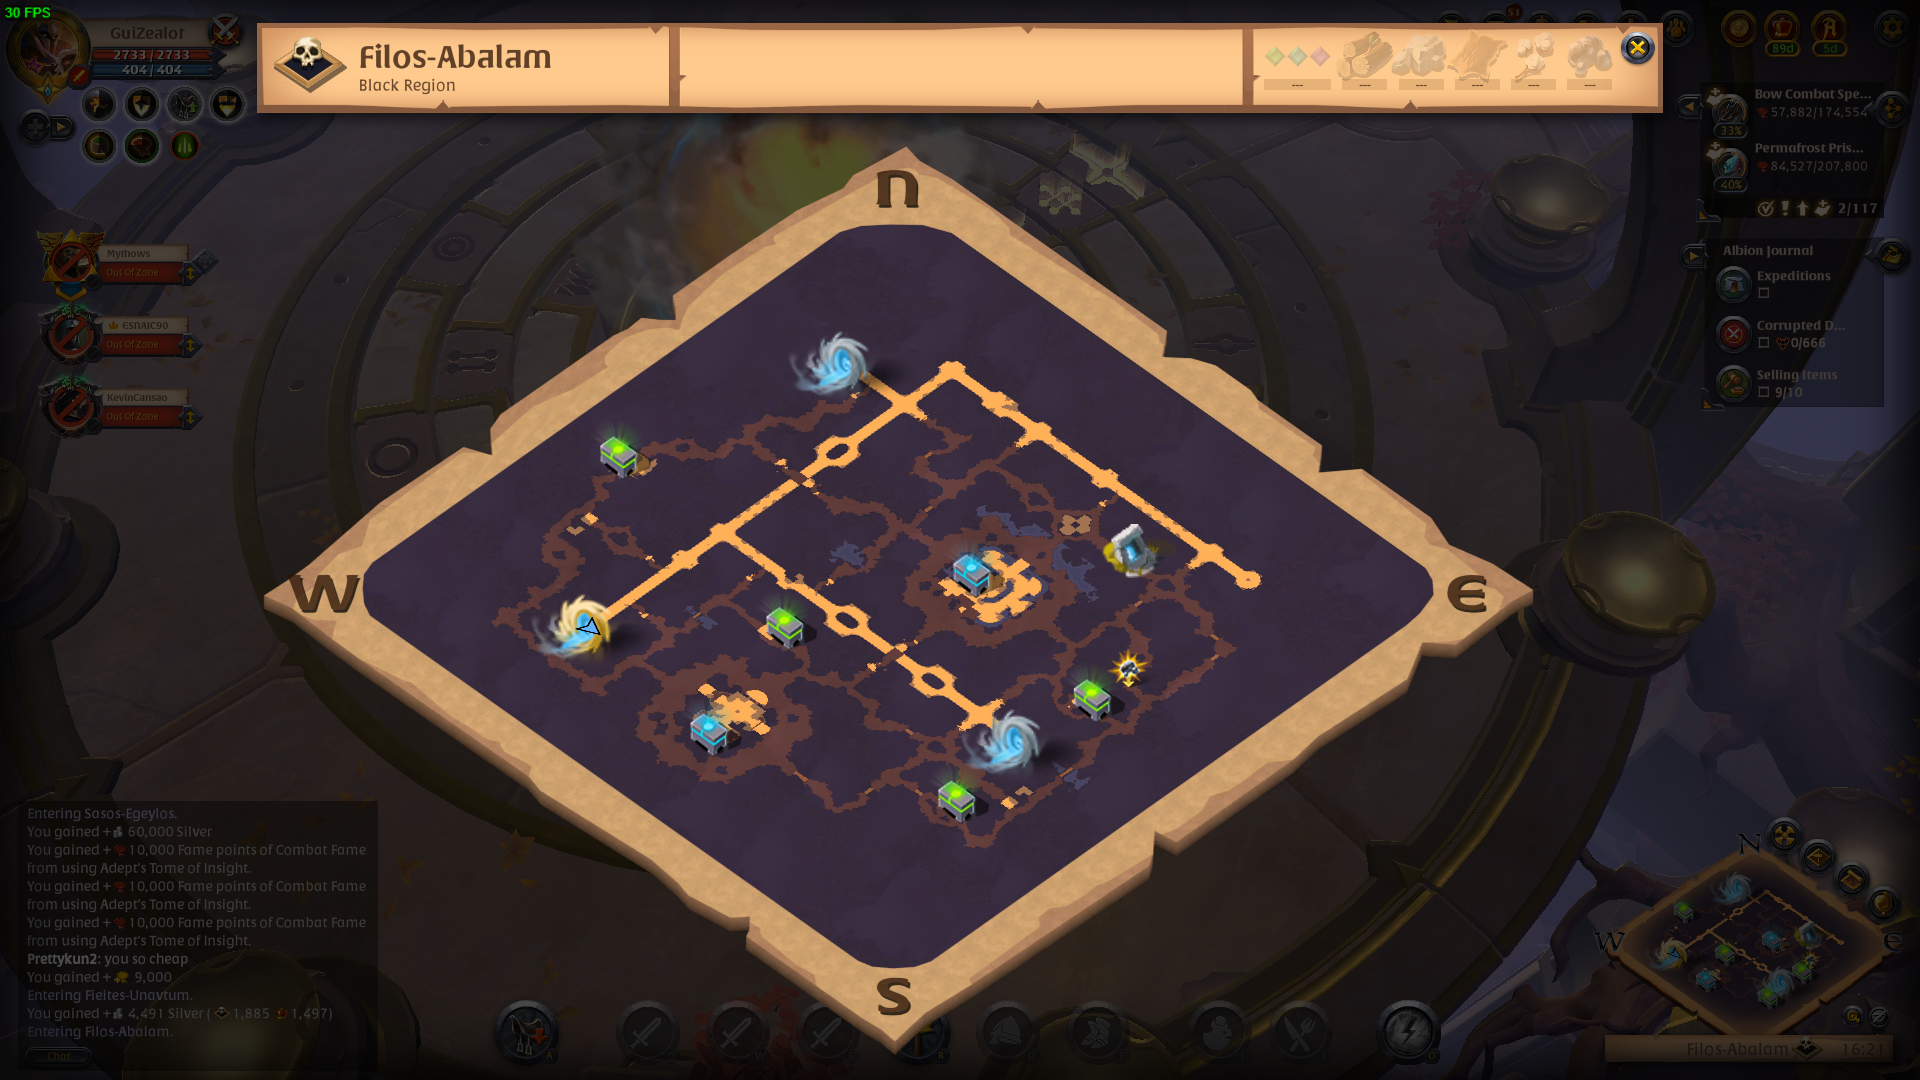 30 FPS
GuiZealot
2733 / 2733
404 / 404
Filos-Abalam
Black Region
---
---
---
---
---
---
51
89d
5d
Bow Combat Spe...
57,882/174,554
33%
Permafrost Pris...
84,527/207,800
40%
2/117
Albion Journal
Expeditions
Corrupted D...
0/666
Selling Items
9/10
Mythows
Out Of Zone
ESNAIC90
Out Of Zone
KevinCansao
Out Of Zone
N
W
E
S
Entering Sasos-Egeylos.
You gained + 60,000 Silver
You gained + 10,000 Fame points of Combat Fame
from using Adept's Tome of Insight.
You gained + 10,000 Fame points of Combat Fame
from using Adept's Tome of Insight.
You gained + 10,000 Fame points of Combat Fame
from using Adept's Tome of Insight.
Prettykun2: you so cheap
You gained + 9,000
Entering Fieites-Unavtum.
You gained + 4,491 Silver ( 1,885 1,497)
Entering Filos-Abalam.
Chat
A
R
N
W
E
Filos-Abalam
16:21